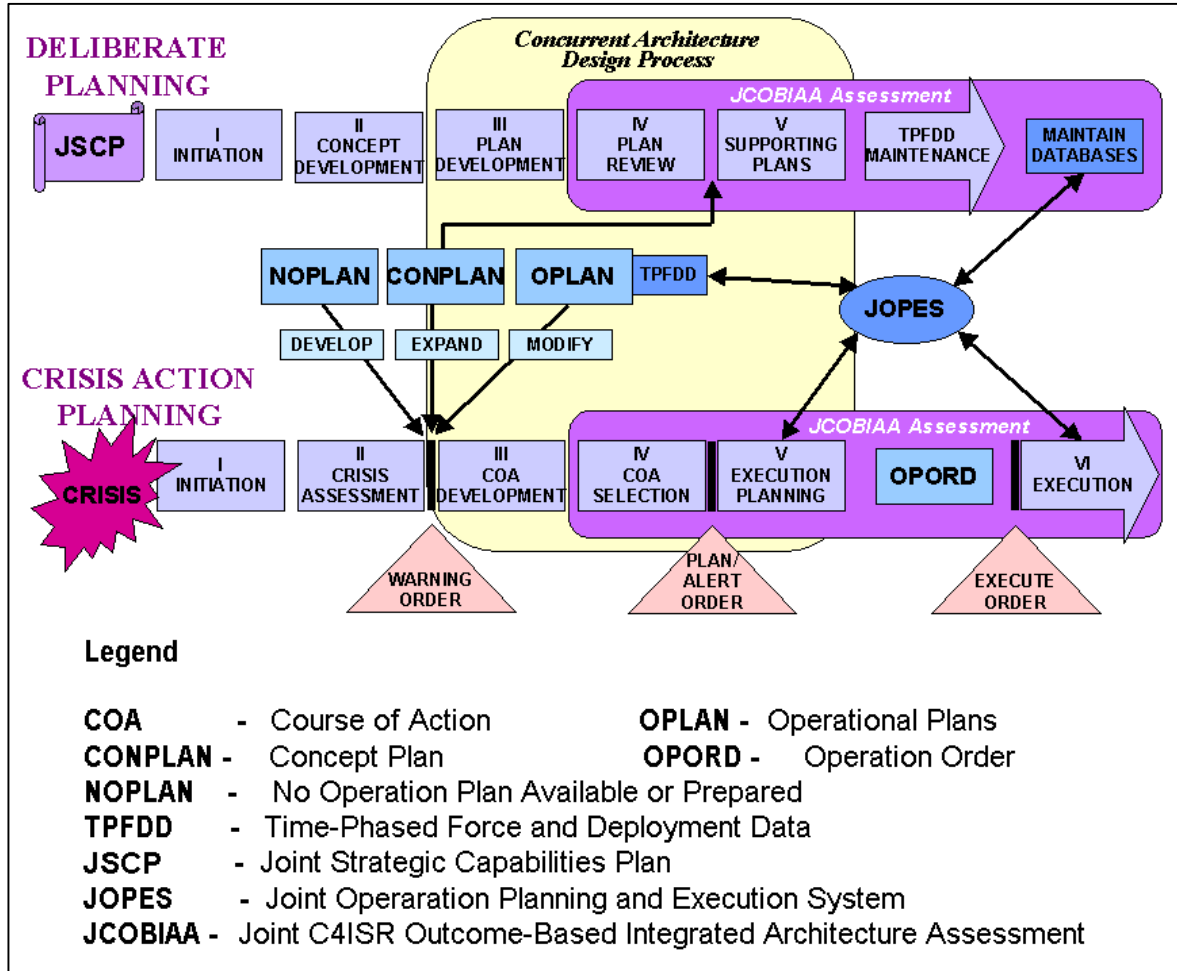 DELIBERATE
PLANNING
Concurrent Architecture
Design Process
JCOBIAA Assessment
JSCP
I
INITIATION
II
CONCEPT
DEVELOPMENT
III
PLAN
DEVELOPMENT
IV
PLAN
REVIEW
V
SUPPORTING
PLANS
TPFDD
MAINTENANCE
MAINTAIN
DATABASES
NOPLAN
CONPLAN
OPLAN
TPFDD
JOPES
DEVELOP
EXPAND
MODIFY
CRISIS ACTION
PLANNING
JCOBIAA Assessment
CRISIS
I
INITIATION
II
CRISIS
ASSESSMENT
III
COA
DEVELOPMENT
IV
COA
SELECTION
V
EXECUTION
PLANNING
OPORD
VI
EXECUTION
WARNING
ORDER
PLAN/
ALERT
ORDER
EXECUTE
ORDER
Legend
COA - Course of Action
OPLAN - Operational Plans
CONPLAN - Concept Plan
OPORD - Operation Order
NOPLAN - No Operation Plan Available or Prepared
TPFDD - Time-Phased Force and Deployment Data
JSCP - Joint Strategic Capabilities Plan
JOPES - Joint Operaration Planning and Execution System
JCOBIAA - Joint C4ISR Outcome-Based Integrated Architecture Assessment